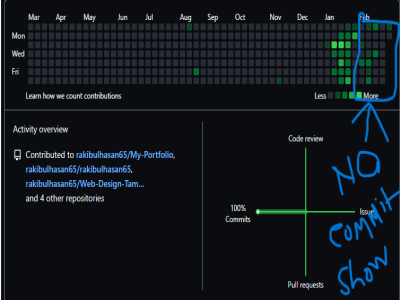 Mar Apr May Jun Jul Aug Sep Oct Nov Dec Jan Feb
Mon
Wed
Fri
Learn how we count contributions
Less
More
Activity overview
Contributed to rakibulhasan65/My-Portfolio,
rakibulhasan65/rakibulhasan65,
rakibulhasan65/Web-Design-Tam...
and 4 other repositories
Code review
100%
Commits
Issue
Pull requests
NO
Commit
Show